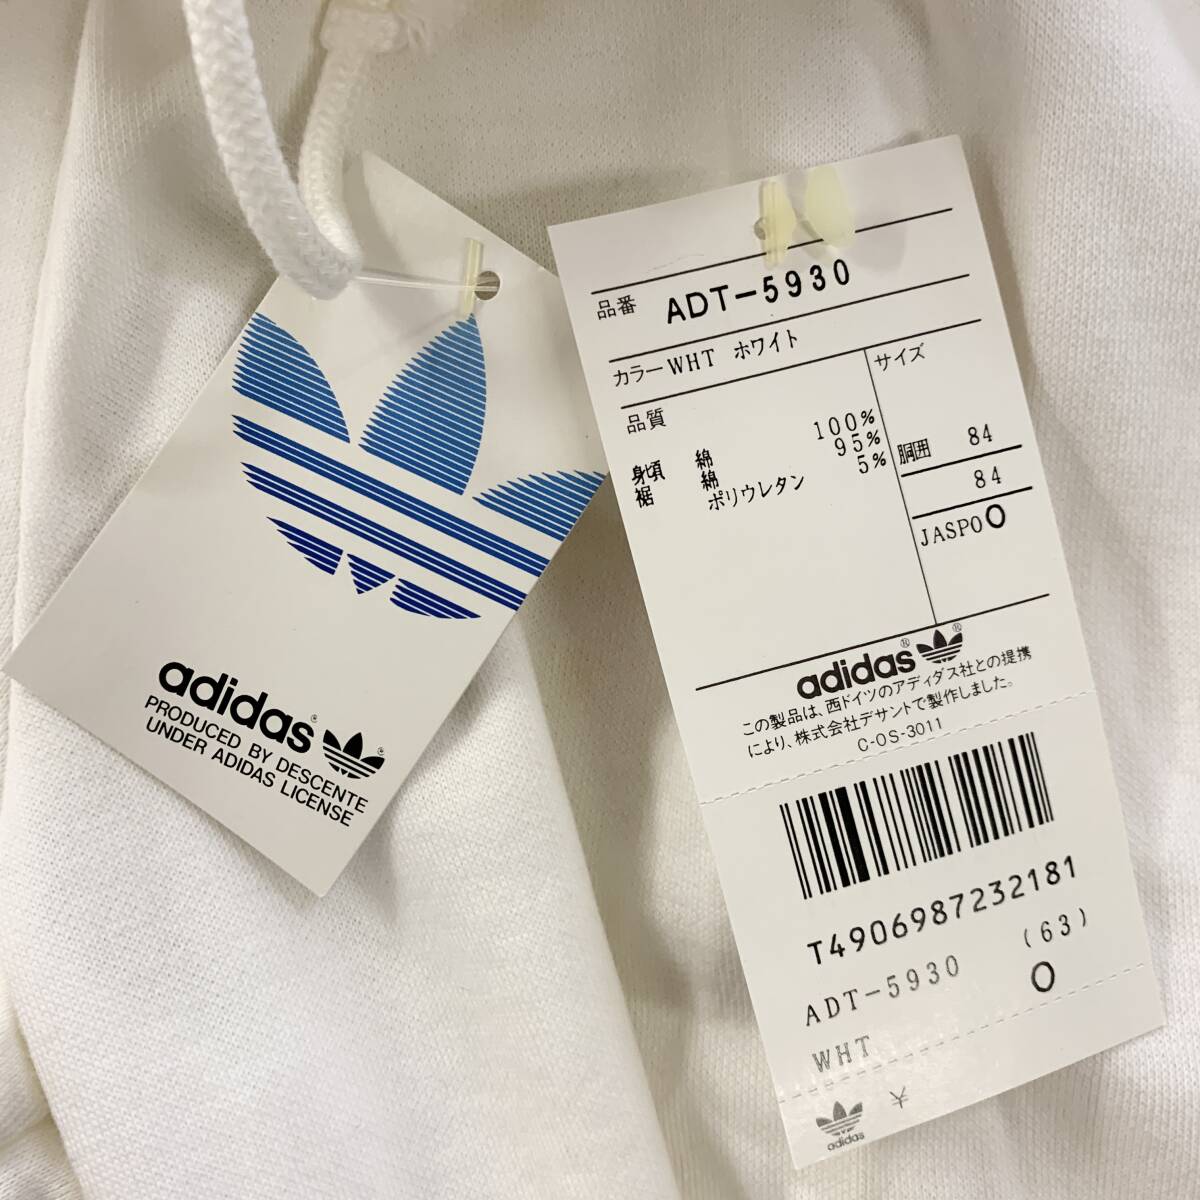 adidas®
PRODUCED BY DESCENTE
UNDER ADIDAS LICENSE
品番 ADT-5930
カラー WHT ホワイト
品質
身頃 綿 100%
裾 綿 95%
ポリウレタン 5%
サイズ
胴囲 84
84
JASPO O
adidas® ®
この製品は、西ドイツのアディダス社との提携
により、株式会社デサントで製作しました。
C-OS-3011
T4906987232181
ADT-5930 (63)
WHT O
adidas ¥